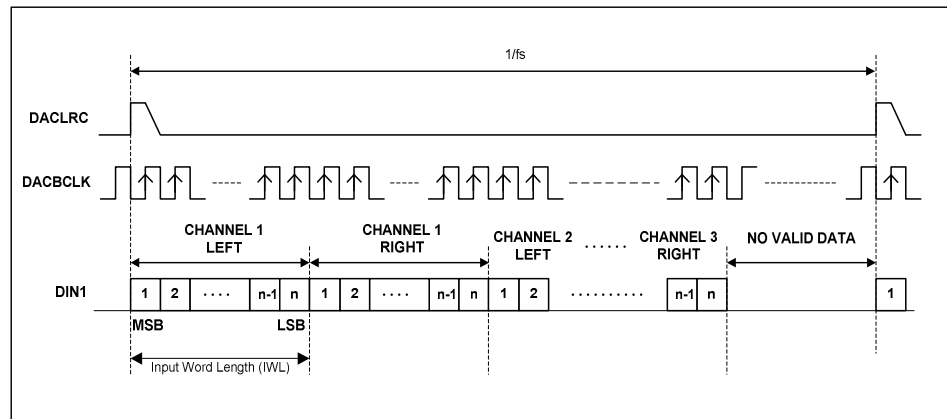 1/fs
DACLRC
DACBCLK
CHANNEL 1
LEFT
CHANNEL 1
RIGHT
CHANNEL 2
LEFT
......
CHANNEL 3
RIGHT
NO VALID DATA
DIN1
1 2 .... n-1 n 1 2 .... n-1 n 1 2 .......... n-1 n 1
MSB LSB
Input Word Length (IWL)